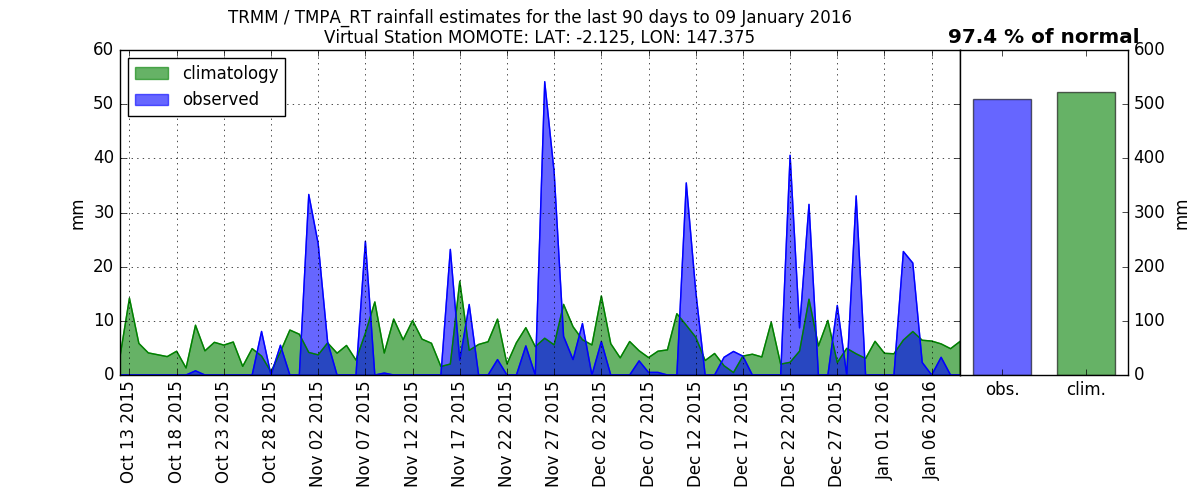 TRMM / TMPA_RT rainfall estimates for the last 90 days to 09 January 2016
Virtual Station MOMOTE: LAT: -2.125, LON: 147.375
97.4 % of normal
climatology
observed
60
50
40
30
20
10
0
mm
Oct 13 2015
Oct 18 2015
Oct 23 2015
Oct 28 2015
Nov 02 2015
Nov 07 2015
Nov 12 2015
Nov 17 2015
Nov 22 2015
Nov 27 2015
Dec 02 2015
Dec 07 2015
Dec 12 2015
Dec 17 2015
Dec 22 2015
Dec 27 2015
Jan 01 2016
Jan 06 2016
600
500
400
300
200
100
0
mm
obs.
clim.